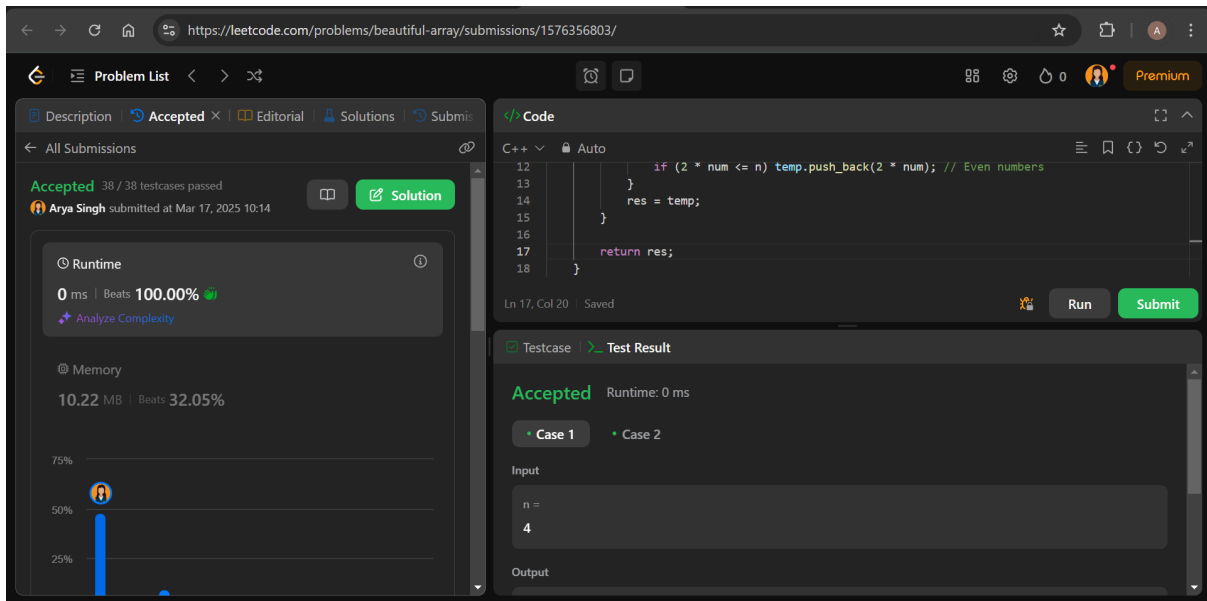 https://leetcode.com/problems/beautiful-array/submissions/1576356803/
A
Problem List
0
Premium
Description
Accepted
Editorial
Solutions
Submis
All Submissions
Accepted 38 / 38 testcases passed
Arya Singh submitted at Mar 17, 2025 10:14
Solution
Runtime
0 ms | Beats 100.00%
Analyze Complexity
Memory
10.22 MB | Beats 32.05%
75%
50%
25%
</> Code
C++
Auto
12 if (2 * num <= n) temp.push_back(2 * num); // Even numbers
13 }
14 res = temp;
15 }
16
17 return res;
18 }
Ln 17, Col 20 | Saved
Run
Submit
Testcase
Test Result
Accepted Runtime: 0 ms
• Case 1
• Case 2
Input
n =
4
Output